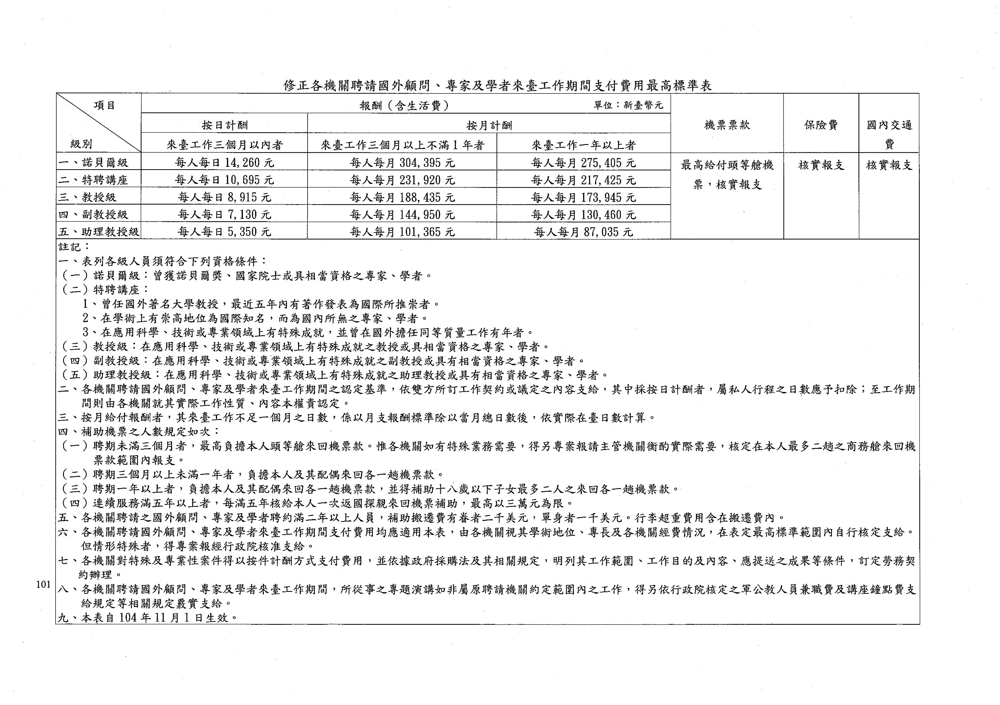 修正各機關聘請國外顧問、專家及學者來臺工作期間支付費用最高標準表
項目
級別
報酬（含生活費）
單位：新臺幣元
機票票款
保險費
國內交通
費
按日計酬
按月計酬
來臺工作三個月以內者
來臺工作三個月以上不滿1年者
來臺工作一年以上者
一、諾貝爾級
每人每日14,260元
每人每月304,395元
每人每月275,405元
最高給付頭等艙機
票，核實報支
核實報支
核實報支
二、特聘講座
每人每日10,695元
每人每月231,920元
每人每月217,425元
三、教授級
每人每日8,915元
每人每月188,435元
每人每月173,945元
四、副教授級
每人每日7,130元
每人每月144,950元
每人每月130,460元
五、助理教授級
每人每日5,350元
每人每月101,365元
每人每月87,035元
註記：
一、表列各級人員須符合下列資格條件：
（一）諾貝爾級：曾獲諾貝爾獎、國家院士或具相當資格之專家、學者。
（二）特聘講座：
1、曾任國外著名大學教授，最近五年內有著作發表為國際所推崇者。
2、在學術上有崇高地位為國際知名，而為國內所無之專家、學者。
3、在應用科學、技術或專業領域上有特殊成就，並曾在國外擔任同等質量工作有年者。
（三）教授級：在應用科學、技術或專業領域上有特殊成就之教授或具相當資格之專家、學者。
（四）副教授級：在應用科學、技術或專業領域上有特殊成就之副教授或具有相當資格之專家、學者。
（五）助理教授級：在應用科學、技術或專業領域上有特殊成就之助理教授或具有相當資格之專家、學者。
二、各機關聘請國外顧問、專家及學者來臺工作期間之認定基準，依雙方所訂工作契約或議定之內容支給，其中採按日計酬者，屬私人行程之日數應予扣除；至工作期
間則由各機關就其實際工作性質、內容本權責認定。
三、按月給付報酬者，其來臺工作不足一個月之日數，係以月支報酬標準除以當月總日數後，依實際在臺日數計算。
四、補助機票之人數規定如次：
（一）聘期未滿三個月者，最高負擔本人頭等艙來回機票款。惟各機關如有特殊業務需要，得另專案報請主管機關衡酌實際需要，核定在本人最多二趟之商務艙來回機
票款範圍內報支。
（二）聘期三個月以上未滿一年者，負擔本人及其配偶來回各一趟機票款。
（三）聘期一年以上者，負擔本人及其配偶來回各一趟機票款，並得補助十八歲以下子女最多二人之來回各一趟機票款。
（四）連續服務滿五年以上者，每滿五年核給本人一次返國探親來回機票補助，最高以三萬元為限。
五、各機關聘請之國外顧問、專家及學者聘約滿二年以上人員，補助搬遷費有眷者二千美元，單身者一千美元。行李超重費用含在搬遷費內。
六、各機關聘請國外顧問、專家及學者來臺工作期間支付費用均應適用本表，由各機關視其學術地位、專長及各機關經費情況，在表定最高標準範圍內自行核定支給。
但情形特殊者，得專案報經行政院核准支給。
七、各機關對特殊及專業性案件得以按件計酬方式支付費用，並依據政府採購法及其相關規定，明列其工作範圍、工作目的及內容、應提送之成果等條件，訂定勞務契
約辦理。
八、各機關聘請國外顧問、專家及學者來臺工作期間，所從事之專題演講如非屬原聘請機關約定範圍內之工作，得另依行政院核定之軍公教人員兼職費及講座鐘點費支
給規定等相關規定覈實支給。
九、本表自104年11月1日生效。
101